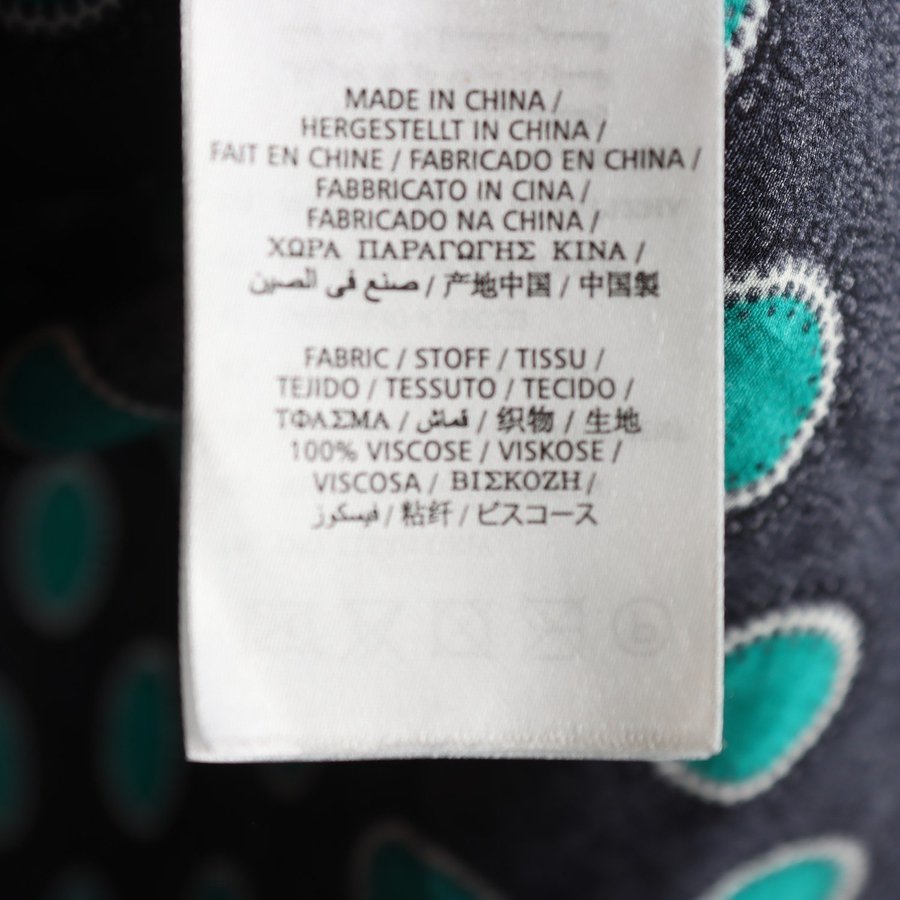 MADE IN CHINA /
HERGESTELLT IN CHINA /
FAIT EN CHINE / FABRICADO EN CHINA /
FABBRICATO IN CINA /
FABRICADO NA CHINA /
ΧΩΡΑ ΠΑΡΑΓΩΓΗΣ ΚΙΝΑ /
صنع في الصين / 产地中国 / 中国製
FABRIC / STOFF / TISSU /
TEJIDO / TESSUTO / TECIDO /
ΤΦΑΣΜΑ / قماش / 织物 / 生地
100% VISCOSE / VISKOSE /
VISCOSA / ΒΙΣΚΟΖΗ /
فيسكوز / 粘纤 / ビスコース